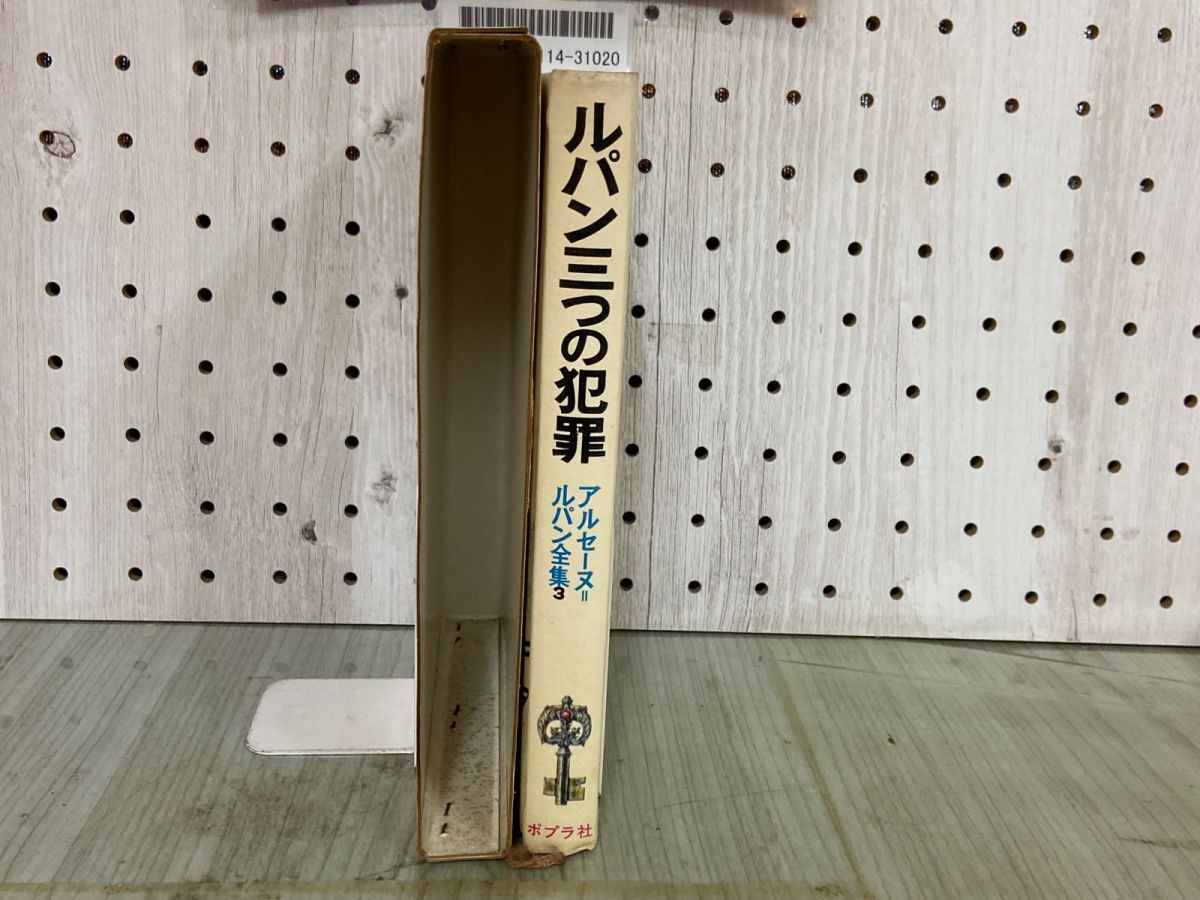 14-31020
ルパン三つの犯罪
アルセーヌ=
ルパン全集3
ポプラ社